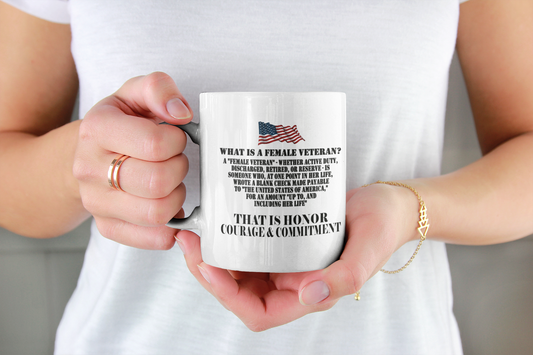 WHAT IS A FEMALE VETERAN?
A "FEMALE VETERAN" - WHETHER ACTIVE DUTY,
DISCHARGED, RETIRED, OR RESERVE - IS
SOMEONE WHO, AT ONE POINT IN HER LIFE,
WROTE A BLANK CHECK MADE PAYABLE
TO "THE UNITED STATES OF AMERICA,"
FOR AN AMOUNT "UP TO, AND
INCLUDING HER LIFE"
THAT IS HONOR
COURAGE & COMMITMENT